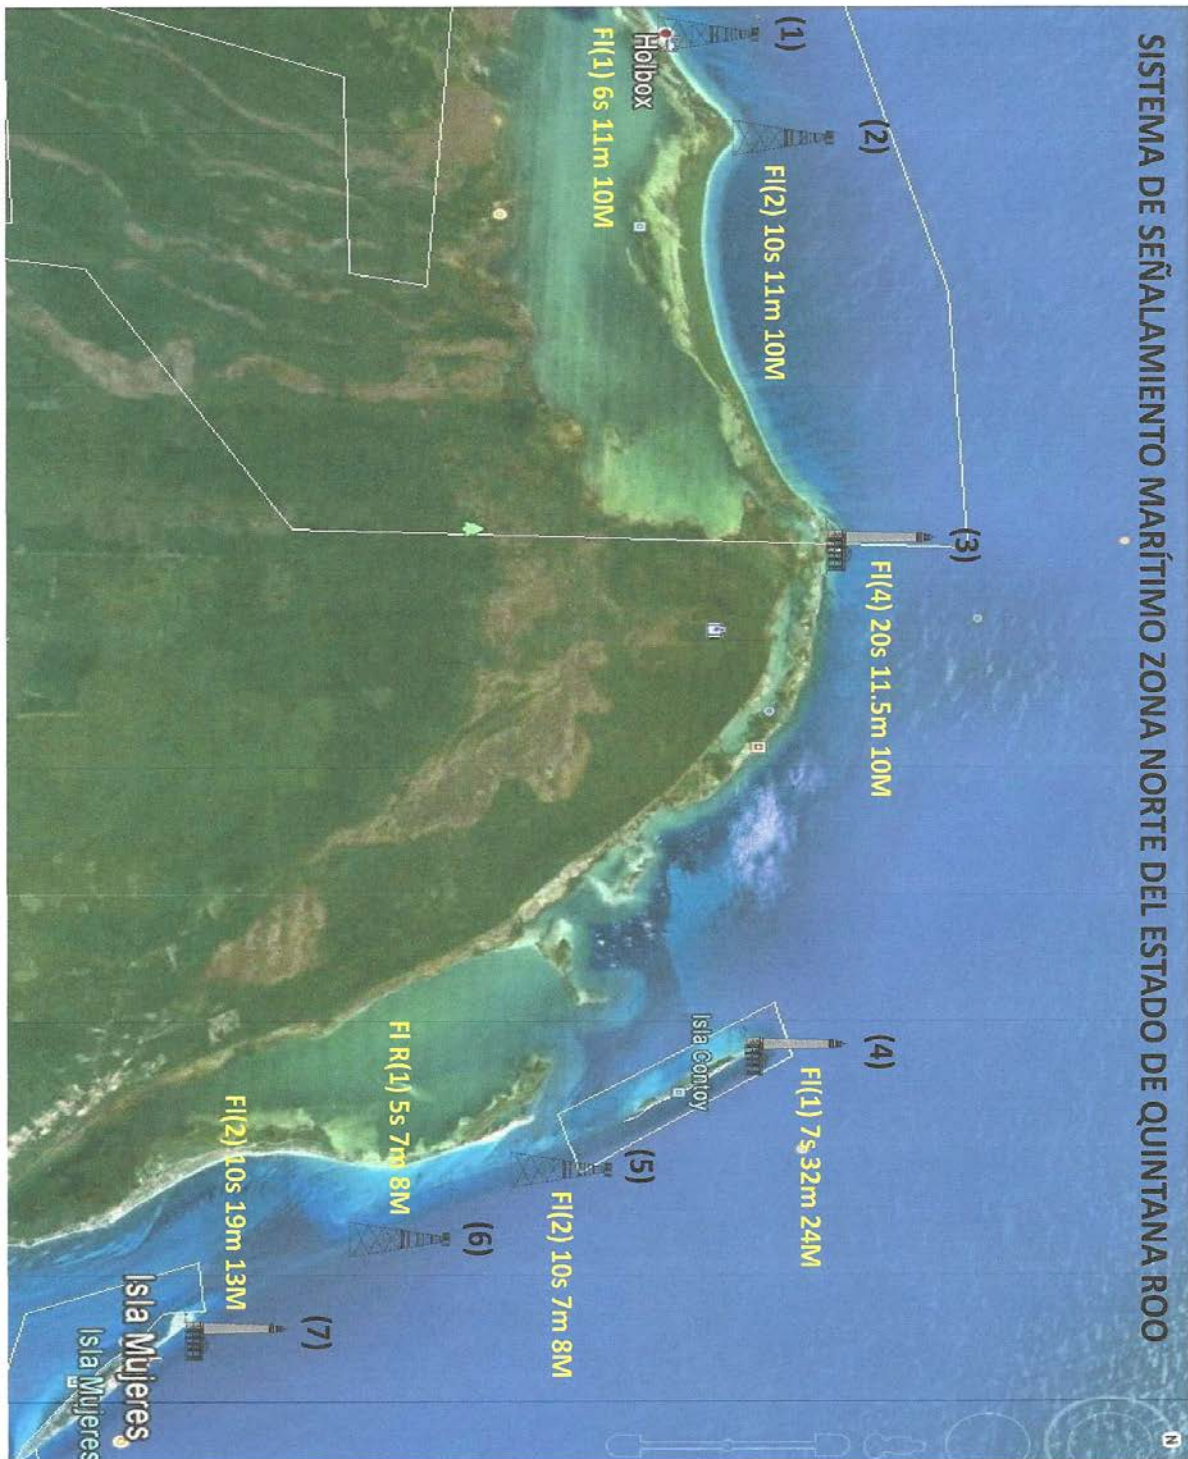 SISTEMA DE SEÑALAMIENTO MARÍTIMO ZONA NORTE DEL ESTADO DE QUINTANA ROO
(1)
Holbox
Fl(1) 6s 11m 10M
(2)
Fl(2) 10s 11m 10M
(3)
Fl(4) 20s 11.5m 10M
(4)
Fl(1) 7s 32m 24M
Isla Contoy
(5)
Fl(2) 10s 7m 8M
(6)
Fl R(1) 5s 7m 8M
(7)
Fl(2) 10s 19m 13M
Isla Mujeres
Isla Mujeres
N